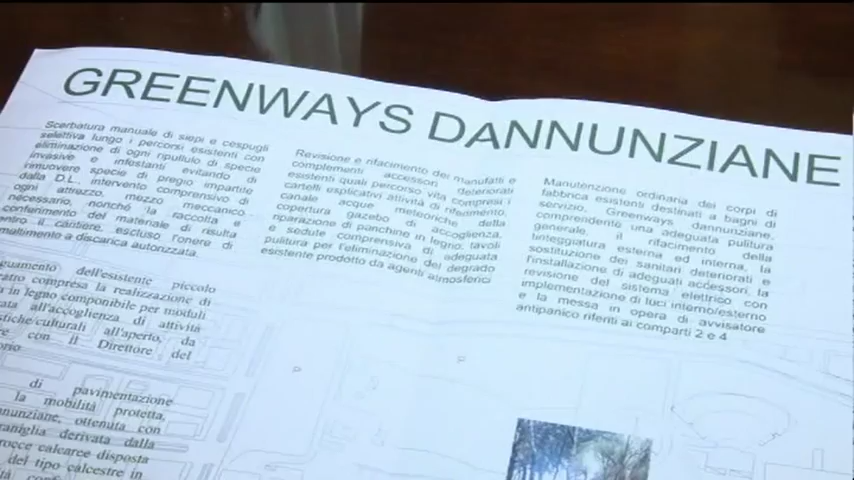 GREENWAYS DANNUNZIANE
Scerbatura manuale di siepi e cespugli
selettiva lungo i percorsi esistenti con
eliminazione di ogni ripullulo di specie
invasive e infestanti evitando di
rimuovere specie di pregio impartite
dalla D.L., intervento comprensivo di
ogni attrezzo, mezzo meccanico
necessario, nonché la raccolta e
conferimento del materiale di risulta
entro il cantiere, escluso l'onere di
smaltimento a discarica autorizzata.
Revisione e rifacimento dei manufatti e
complementi accessori deteriorati
esistenti quali percorso vita compresi i
cartelli esplicativi attività di riferimento,
canale acque meteoriche della
copertura gazebo di accoglienza,
riparazione di panchine in legno, tavoli
e sedute comprensiva di adeguata
pulitura per l'eliminazione del degrado
esistente prodotto da agenti atmosferici
Manutenzione ordinaria dei corpi di
fabbrica esistenti destinati a bagni di
servizio, Greenways dannunziane,
comprendente una adeguata pulitura
generale, il rifacimento della
tinteggiatura esterna ed interna, la
sostituzione dei sanitari deteriorati e
l'installazione di adeguati accessori, la
revisione del sistema elettrico con
implementazione di luci interno/esterno
e la messa in opera di avvisatore
antipanico riferiti ai comparti 2 e 4
dell'esistente piccolo
compresa la realizzazione di
in legno componibile per moduli
all'accoglienza di attività
culturali all'aperto, da
con il Direttore del
di pavimentazione
la mobilità protetta,
ottenuta con
derivata dalla
rocce calcaree disposta
del tipo calcestre in
P
P